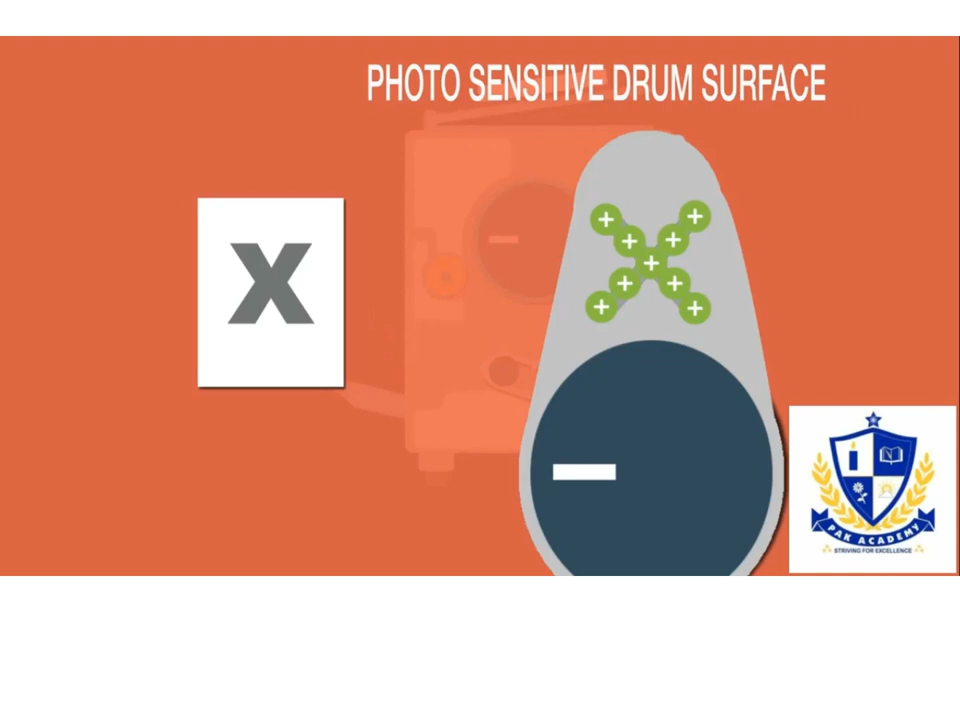 PHOTO SENSITIVE DRUM SURFACE
X
+ +
+ +
+
+ +
+ +
PAK ACADEMY
STRIVING FOR EXCELLENCE